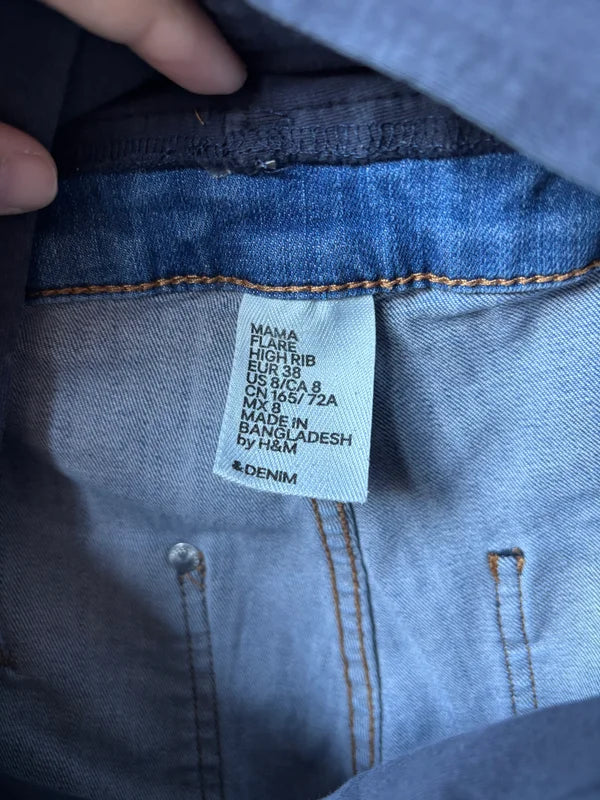 MAMA
FLARE
HIGH RIB
EUR 38
US 8/CA 8
CN 165/72A
MX 8
MADE IN
BANGLADESH
by H&M
&DENIM